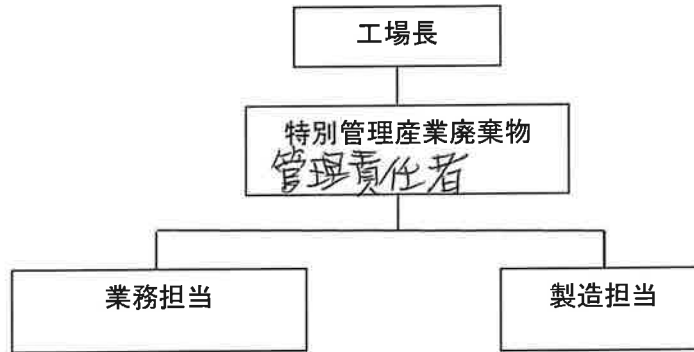 工場長
特別管理産業廃棄物
管理責任者
業務担当
製造担当